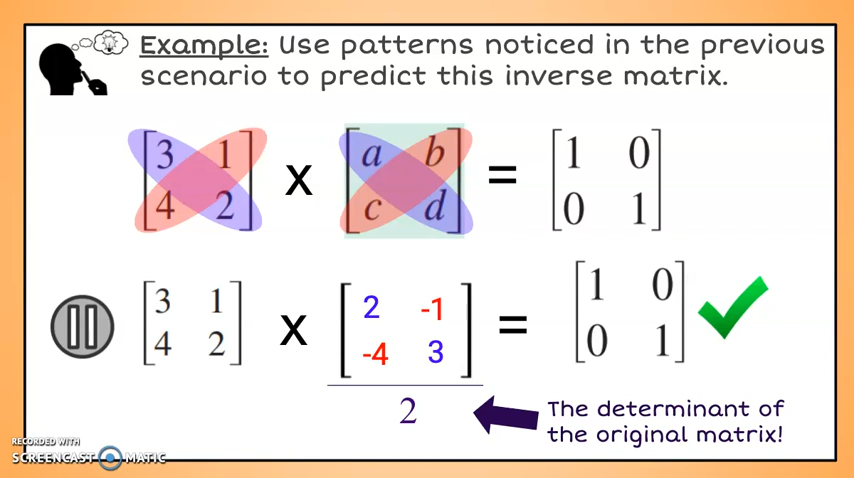 Example: Use patterns noticed in the previous
scenario to predict this inverse matrix.
[3 1] x [a b] = [1 0]
[4 2] [c d] [0 1]
[3 1] x [2 -1] = [1 0]
[4 2] [-4 3] [0 1]
2
The determinant of
the original matrix!
RECORDED WITH
SCREENCAST MATIC